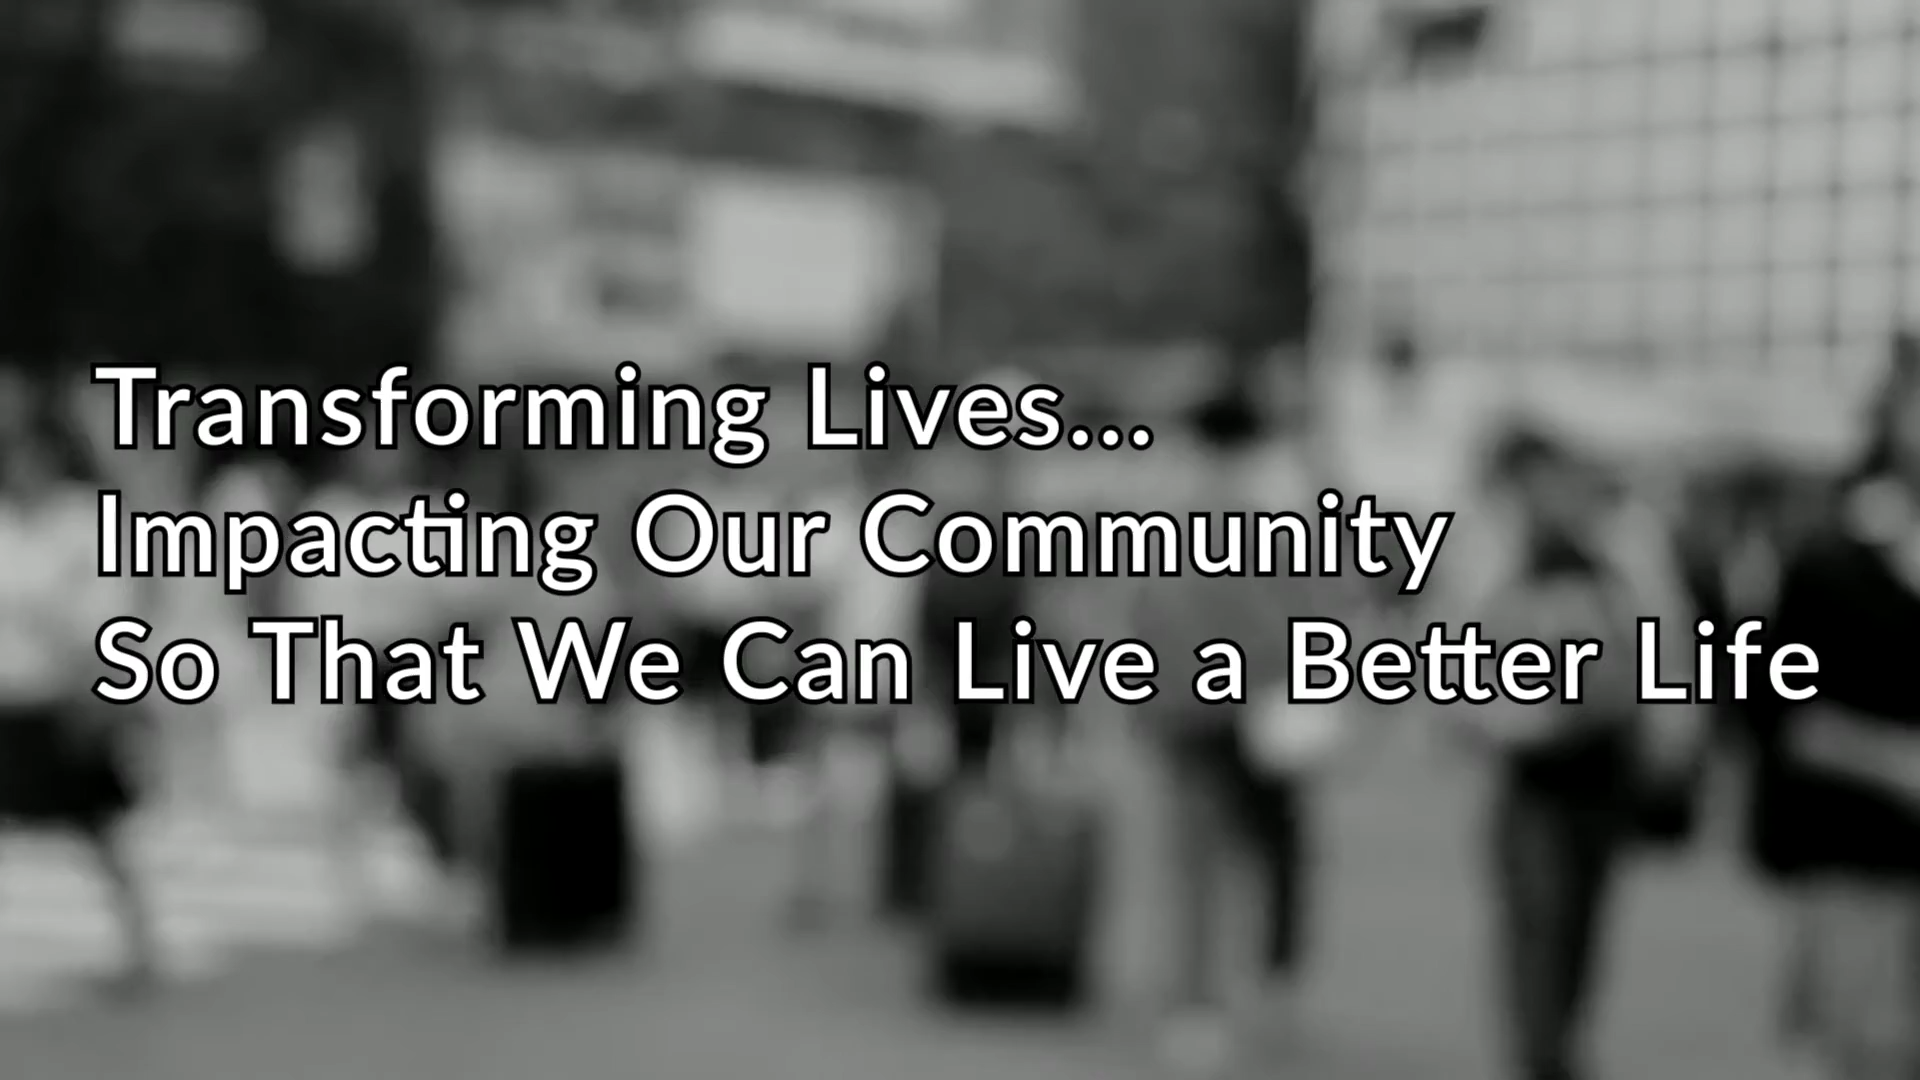 Transforming Lives...
Impacting Our Community
So That We Can Live a Better Life